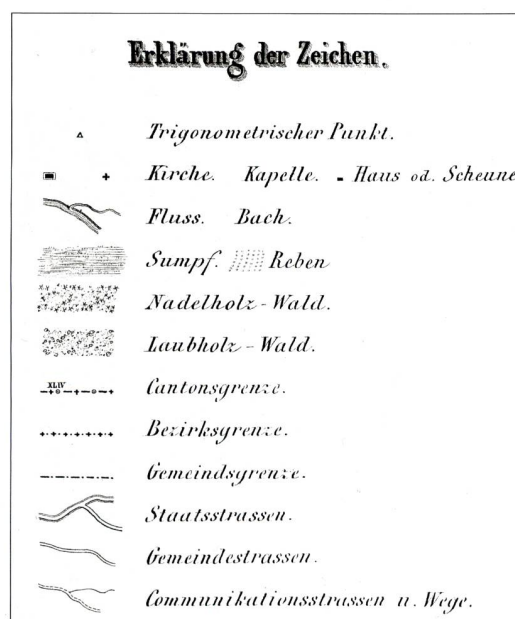 Erklärung der Zeichen.
Trigonometrischer Punkt.
Kirche. Kapelle. Haus od. Scheune
Fluss. Bach.
Sumpf. Reben
Nadelholz-Wald.
Laubholz-Wald.
XLIV Cantonsgrenze.
Bezirksgrenze.
Gemeindsgrenze.
Staatsstrassen.
Gemeindestrassen.
Communikationsstrassen u. Wege.